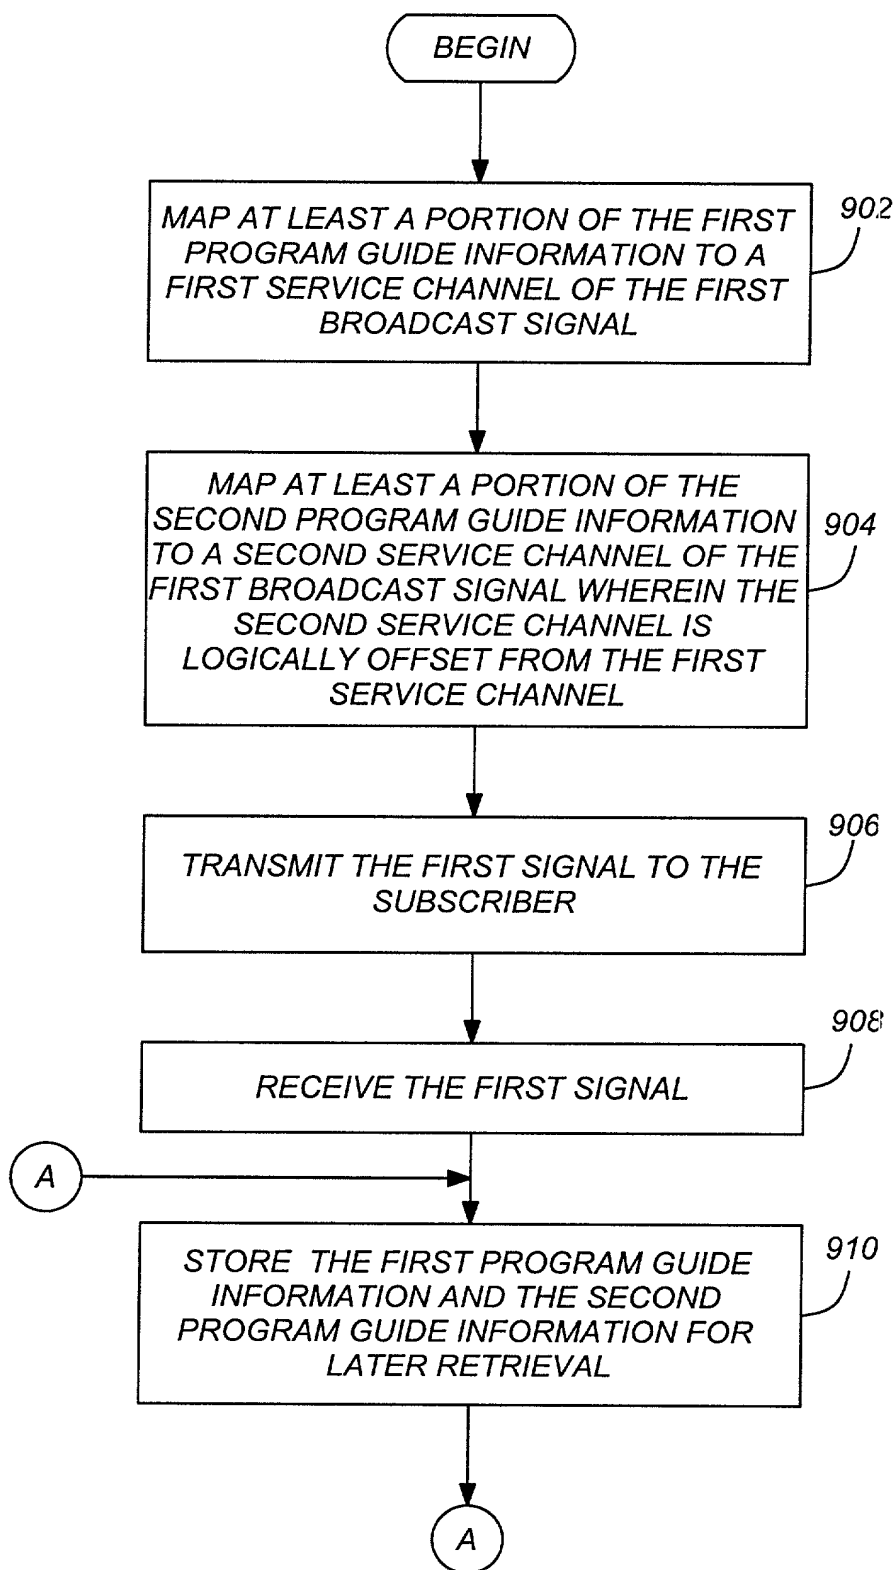 BEGIN
MAP AT LEAST A PORTION OF THE FIRST
PROGRAM GUIDE INFORMATION TO A
FIRST SERVICE CHANNEL OF THE FIRST
BROADCAST SIGNAL
902
MAP AT LEAST A PORTION OF THE
SECOND PROGRAM GUIDE INFORMATION
TO A SECOND SERVICE CHANNEL OF THE
FIRST BROADCAST SIGNAL WHEREIN THE
SECOND SERVICE CHANNEL IS
LOGICALLY OFFSET FROM THE FIRST
SERVICE CHANNEL
904
TRANSMIT THE FIRST SIGNAL TO THE
SUBSCRIBER
906
RECEIVE THE FIRST SIGNAL
908
A
STORE THE FIRST PROGRAM GUIDE
INFORMATION AND THE SECOND
PROGRAM GUIDE INFORMATION FOR
LATER RETRIEVAL
910
A